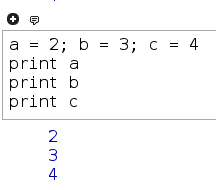 a = 2; b = 3; c = 4
print a
print b
print c
2
3
4